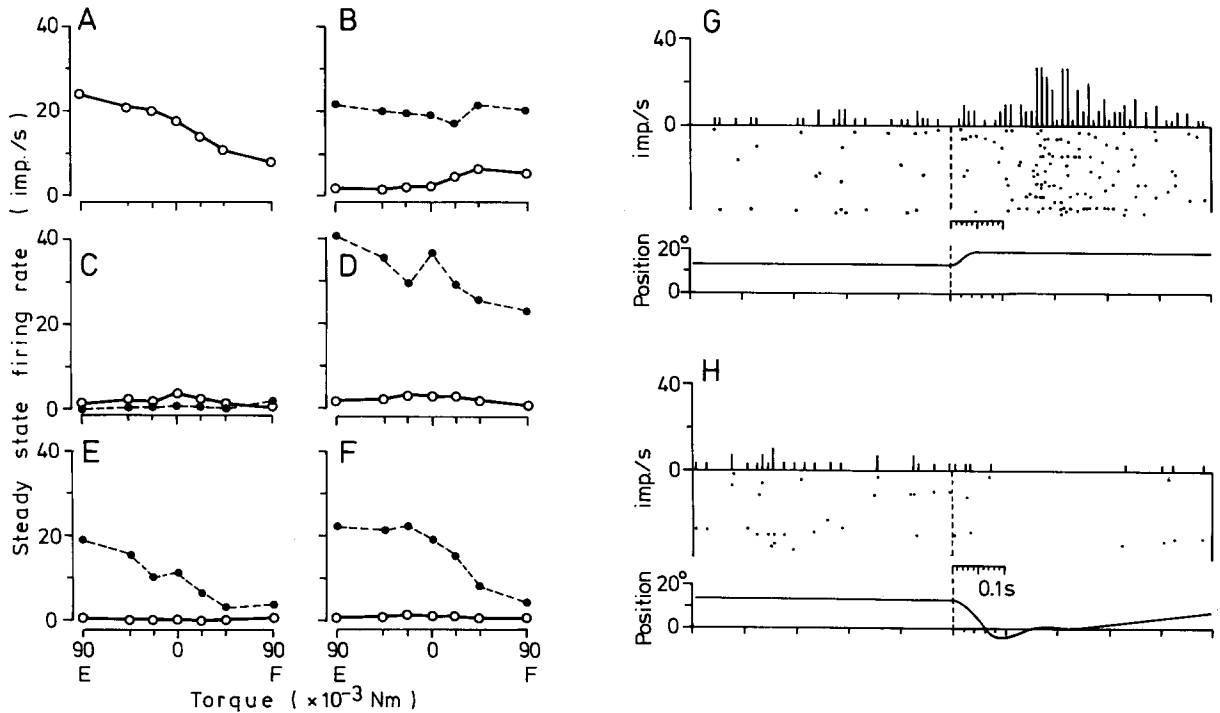 A
B
G
40
20
0
40
0
imp./s
20°
0
Position
Steady state firing rate ( imp./s)
C
D
40
20
0
H
40
0
imp./s
0.1s
20°
0
Position
E
F
40
20
0
90 0 90
E F
90 0 90
E F
Torque ( ×10⁻³ Nm )